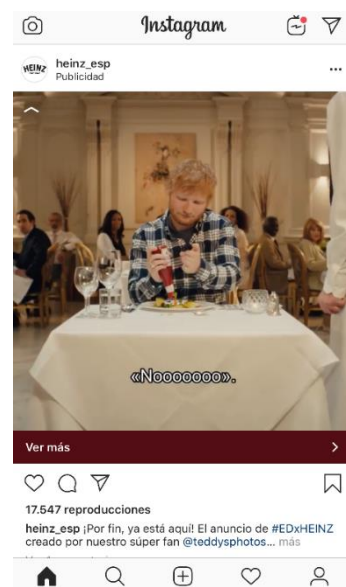 Instagram
HEINZ
heinz_esp
Publicidad
«Nooooooo».
Ver más
17.547 reproducciones
heinz_esp ¡Por fin, ya está aquí! El anuncio de #EDxHEINZ
creado por nuestro súper fan @teddysphotos... más